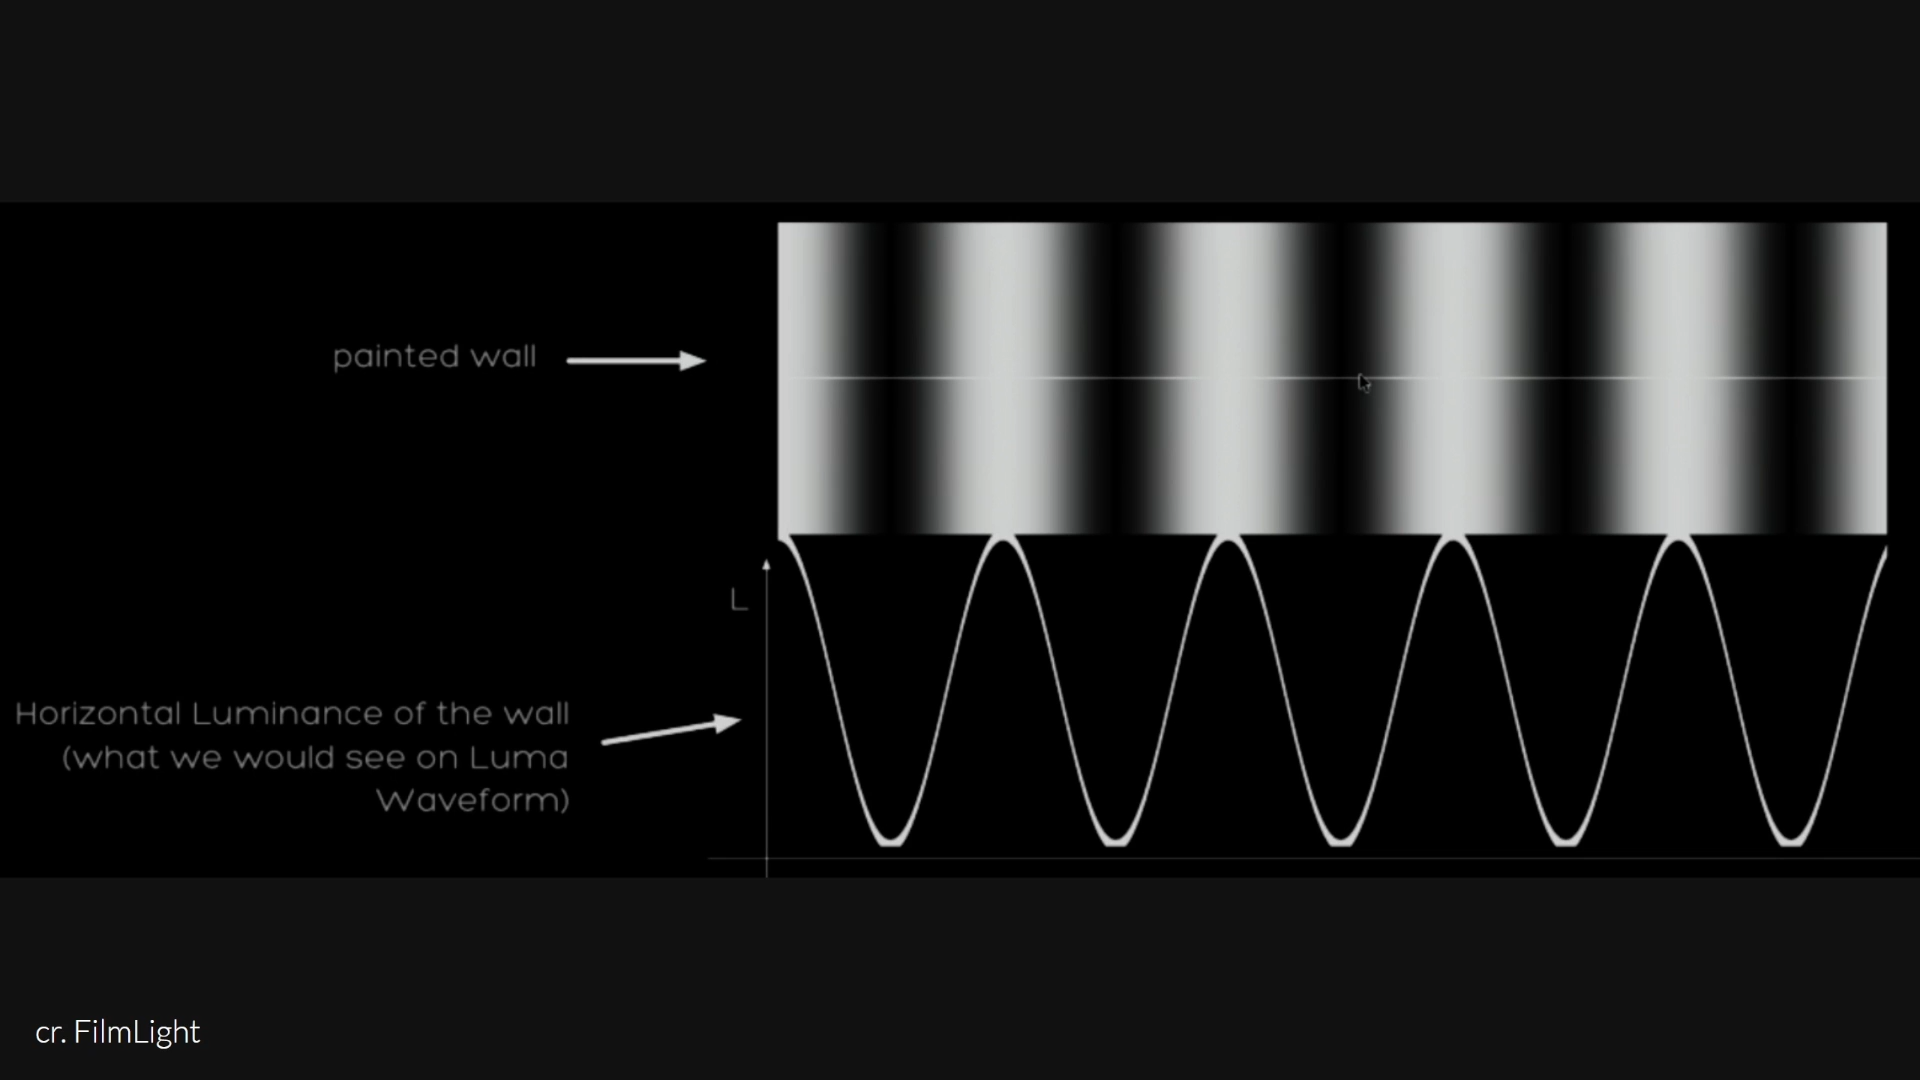 painted wall
L
Horizontal Luminance of the wall
(what we would see on Luma
Waveform)
cr. FilmLight